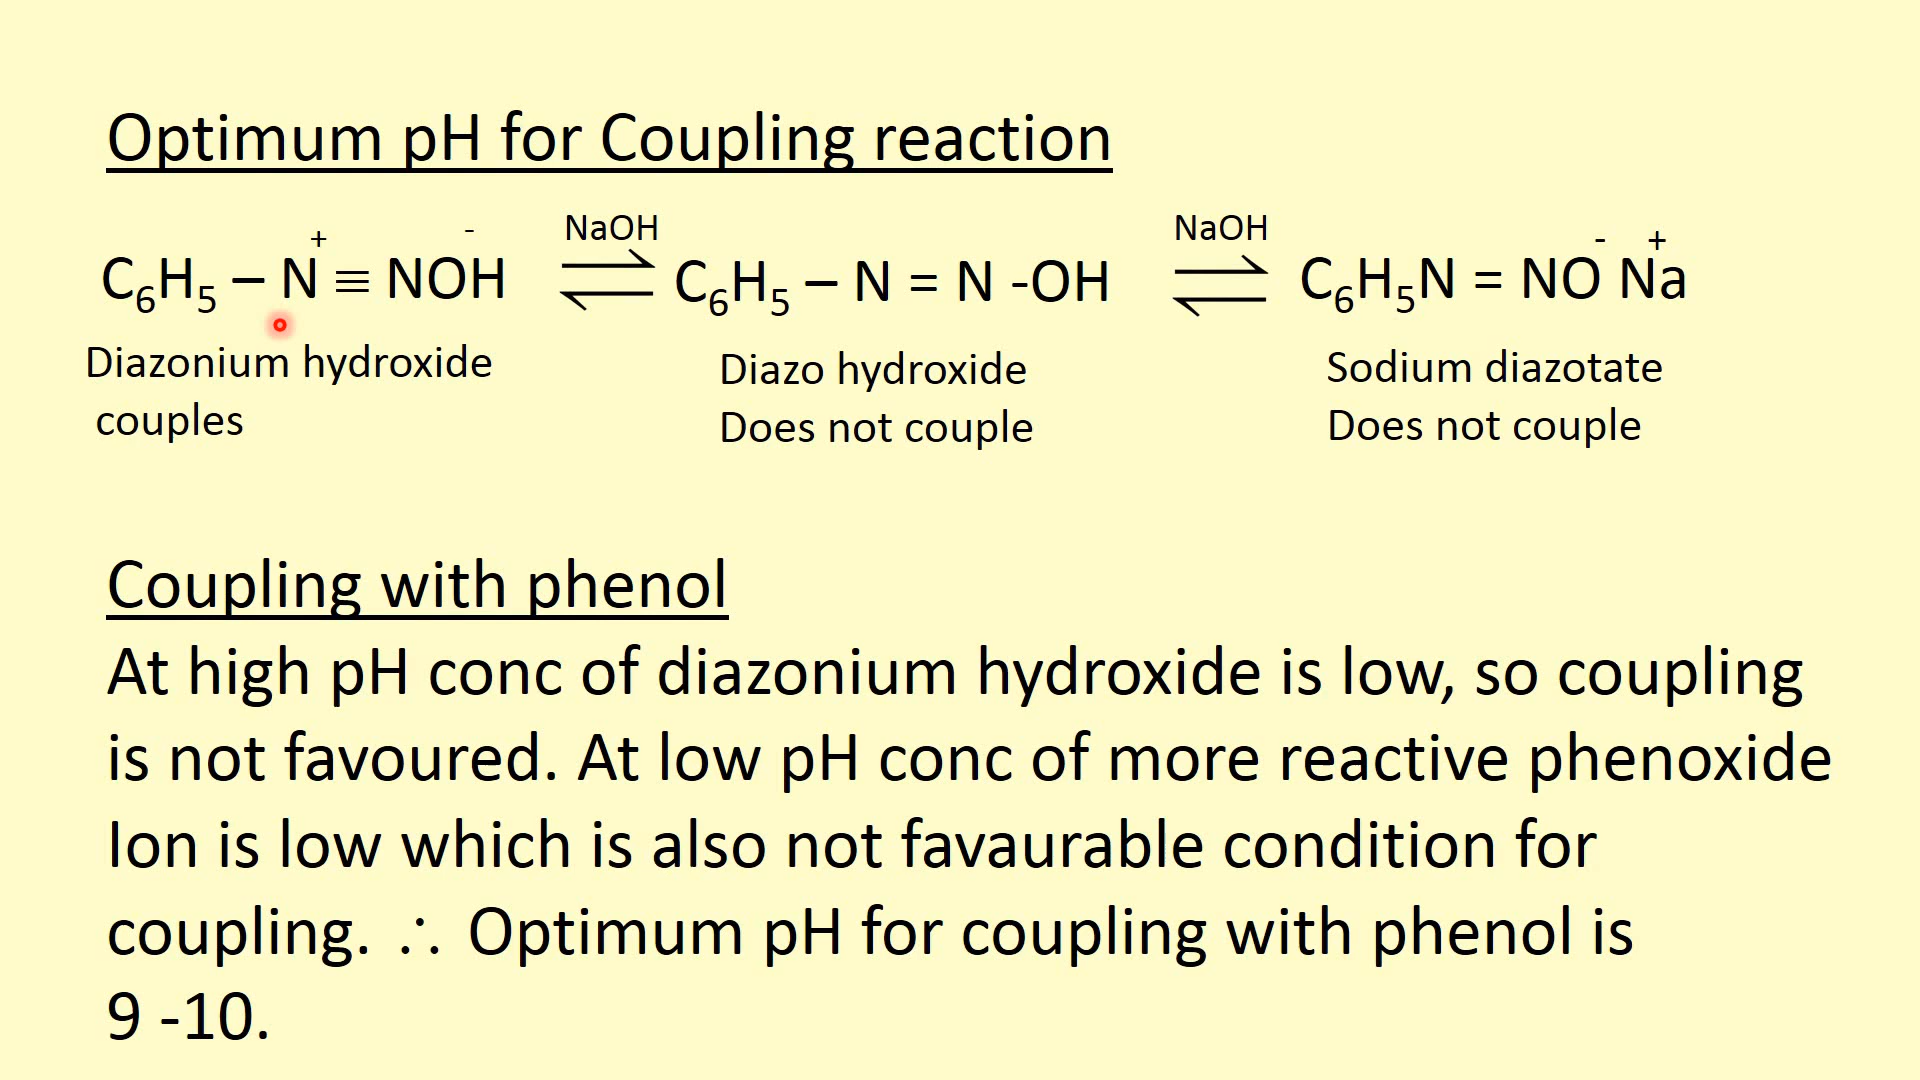 Optimum pH for Coupling reaction
C₆H₅ – N⁺ ≡ NOH⁻ ⇌ NaOH C₆H₅ – N = N -OH ⇌ NaOH C₆H₅N = NO⁻ Na⁺
Diazonium hydroxide Diazo hydroxide Sodium diazotate
couples Does not couple Does not couple
Coupling with phenol
At high pH conc of diazonium hydroxide is low, so coupling
is not favoured. At low pH conc of more reactive phenoxide
Ion is low which is also not favaurable condition for
coupling. ∴ Optimum pH for coupling with phenol is
9 -10.